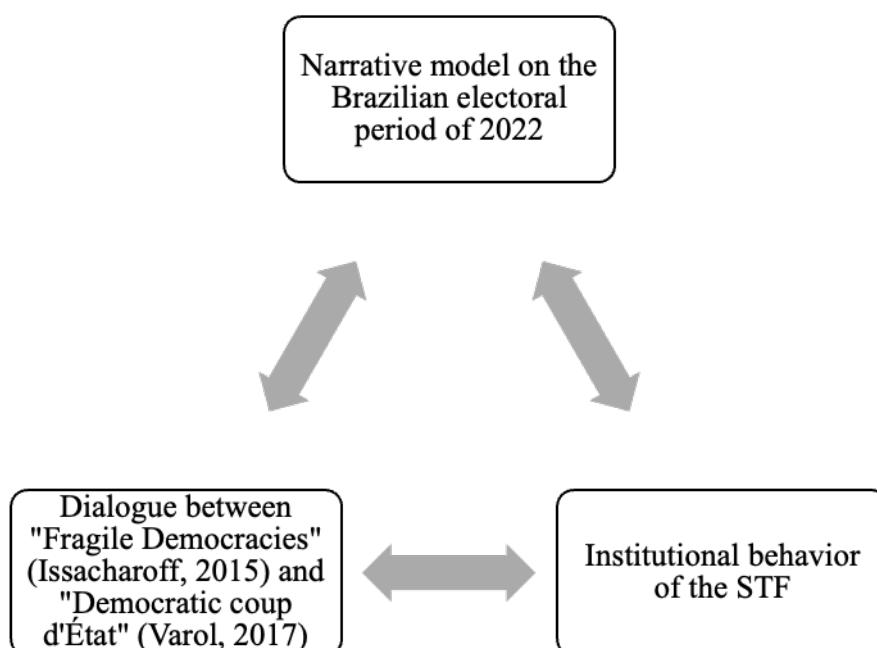 Narrative model on the
Brazilian electoral
period of 2022
Dialogue between
"Fragile Democracies"
(Issacharoff, 2015) and
"Democratic coup
d'État" (Varol, 2017)
Institutional behavior
of the STF